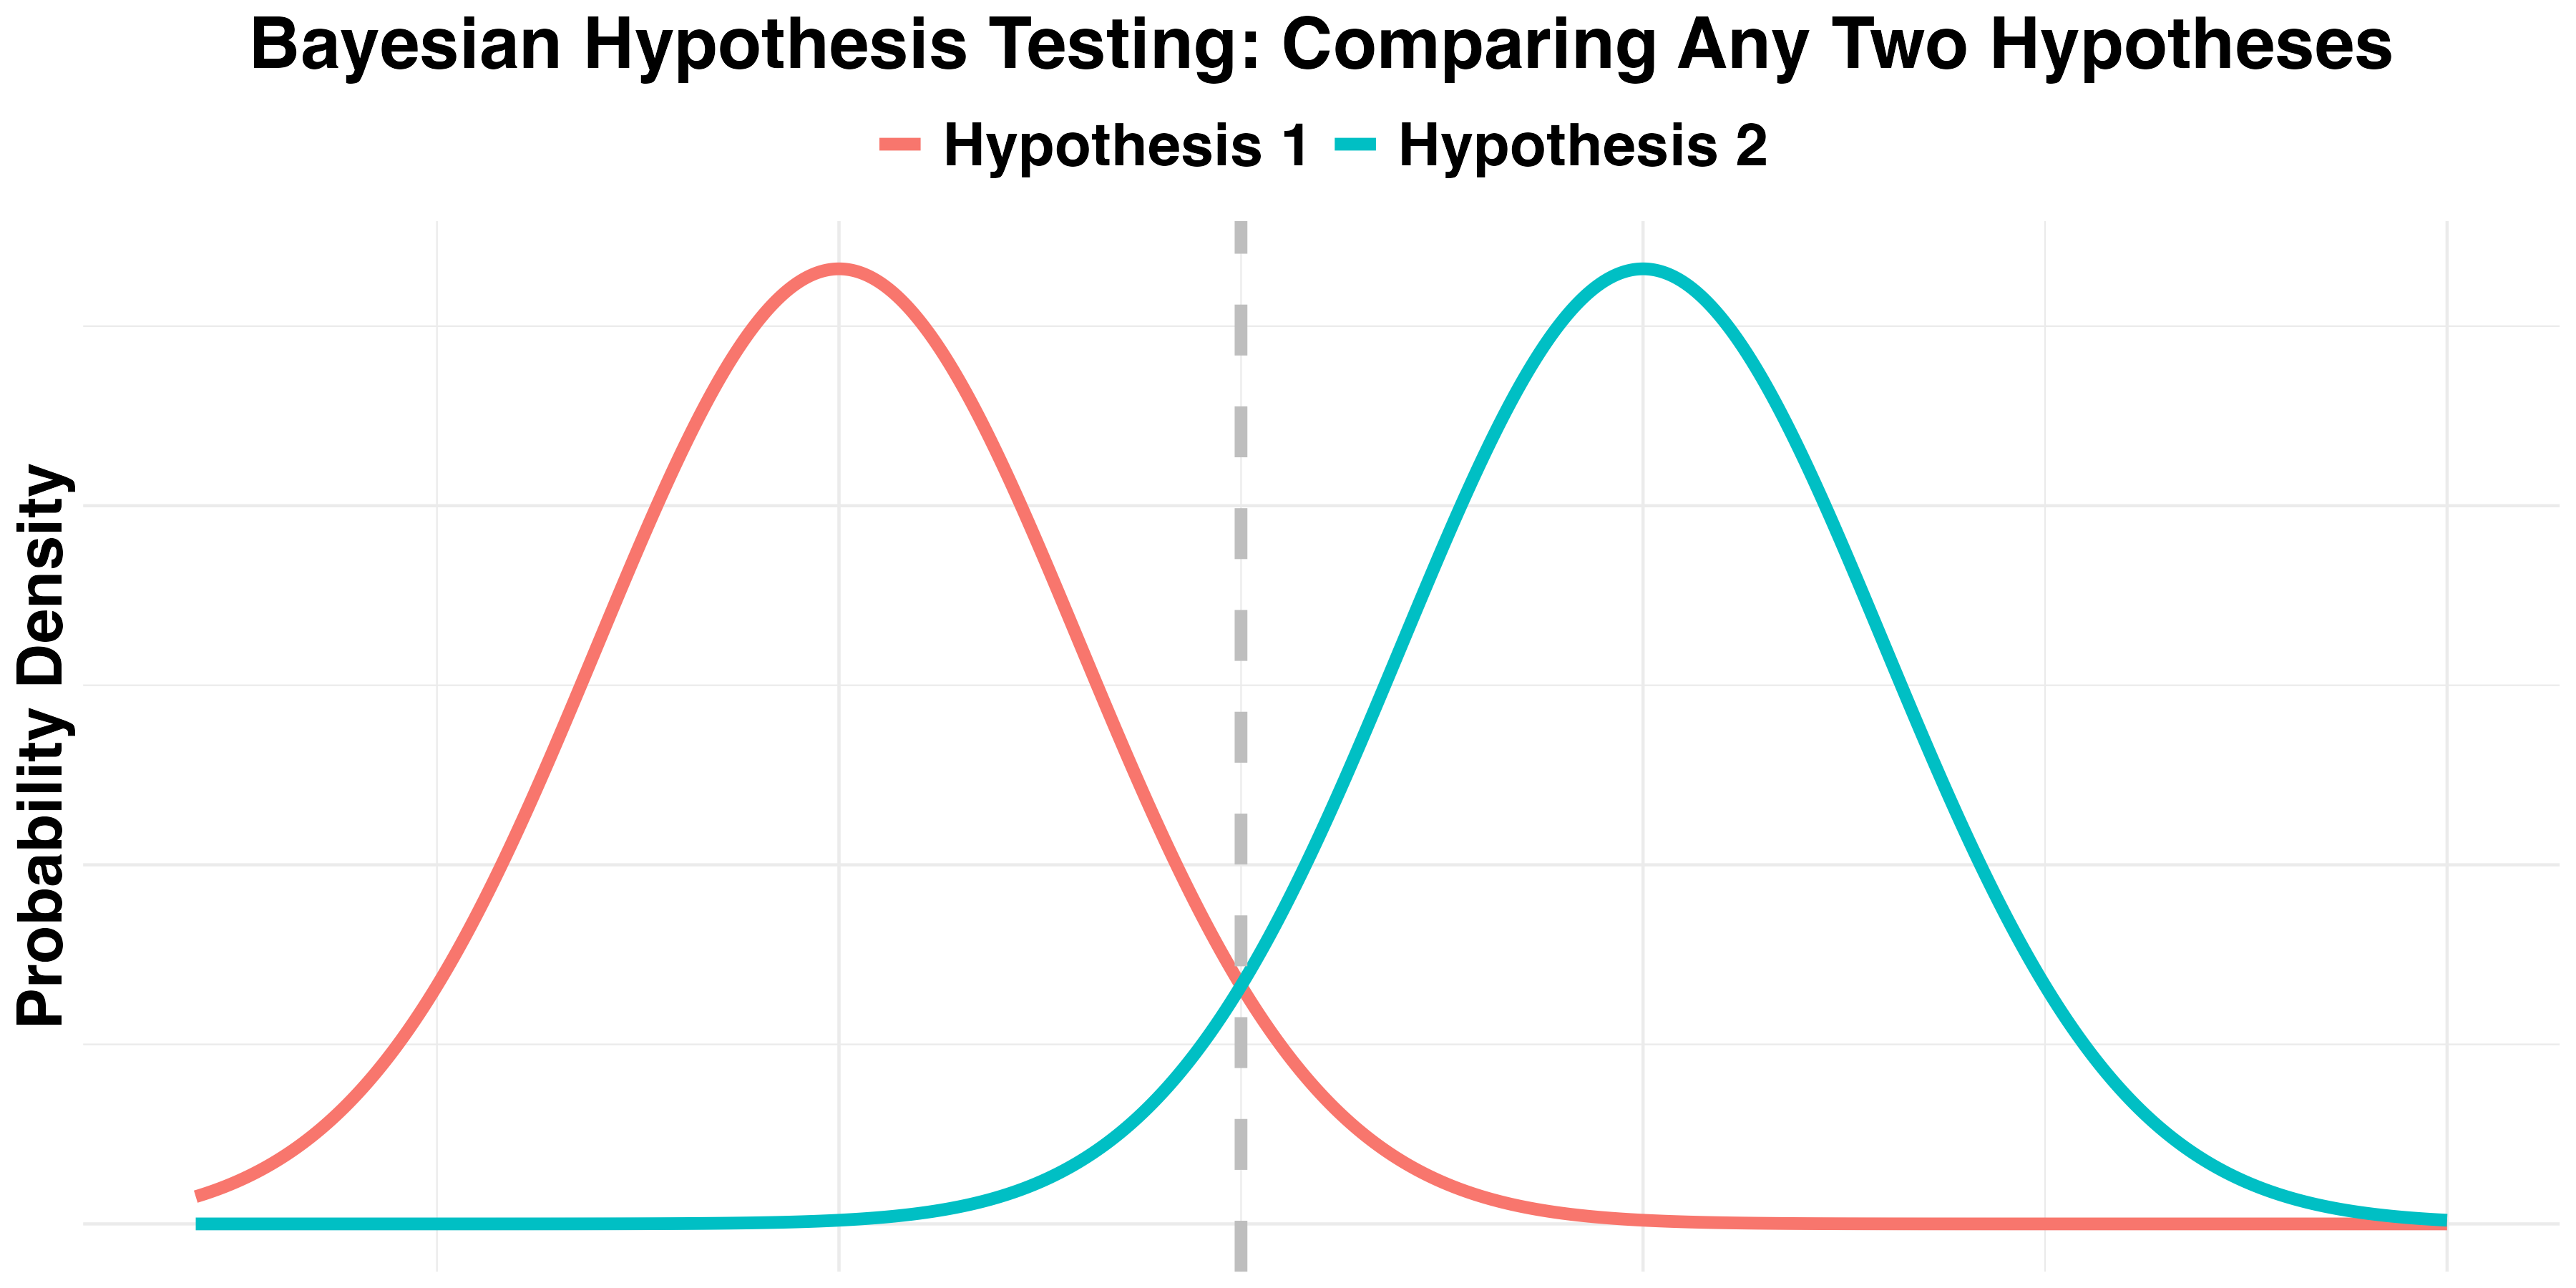 Bayesian Hypothesis Testing: Comparing Any Two Hypotheses
Hypothesis 1 Hypothesis 2
Probability Density